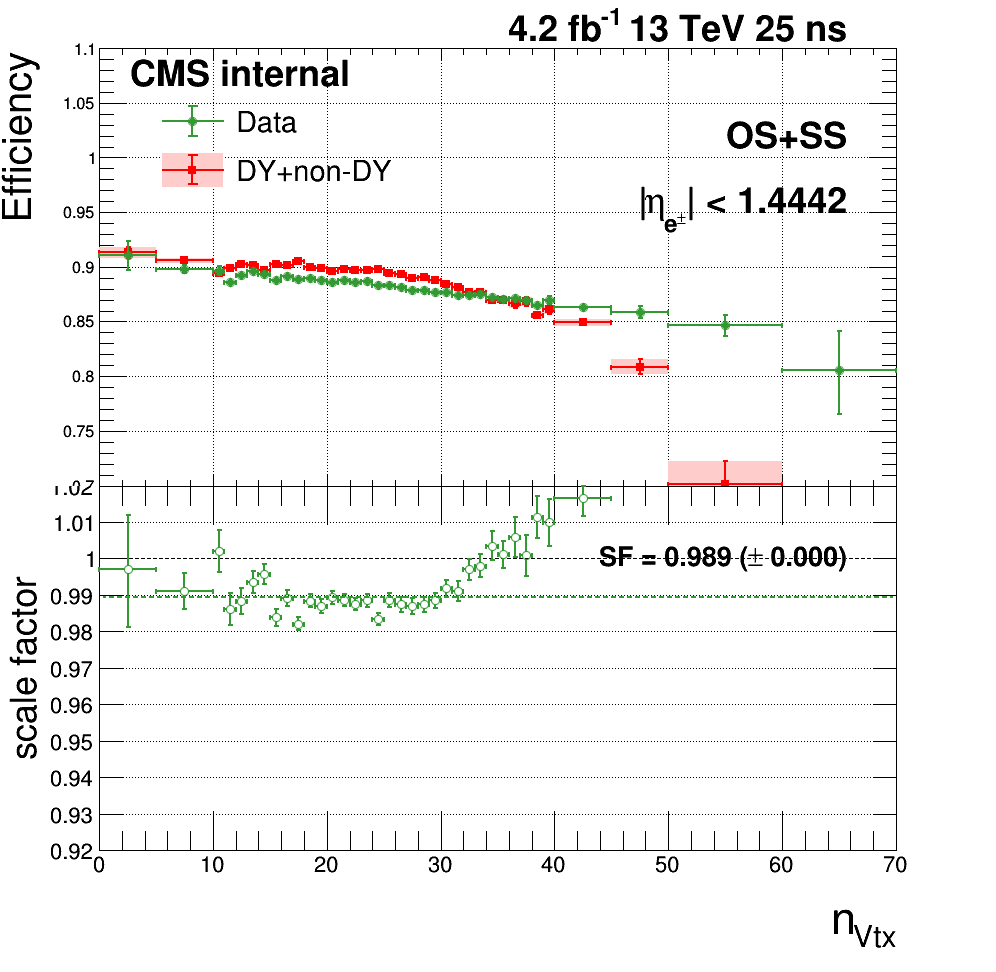 4.2 fb-1 13 TeV 25 ns
Efficiency
1.1
1.05
1
0.95
0.9
0.85
0.8
0.75
CMS internal
Data
DY+non-DY
OS+SS
|ηe±| < 1.4442
scale factor
1.02
1.01
1
0.99
0.98
0.97
0.96
0.95
0.94
0.93
0.92
SF = 0.989 (± 0.000)
0 10 20 30 40 50 60 70
nVtx